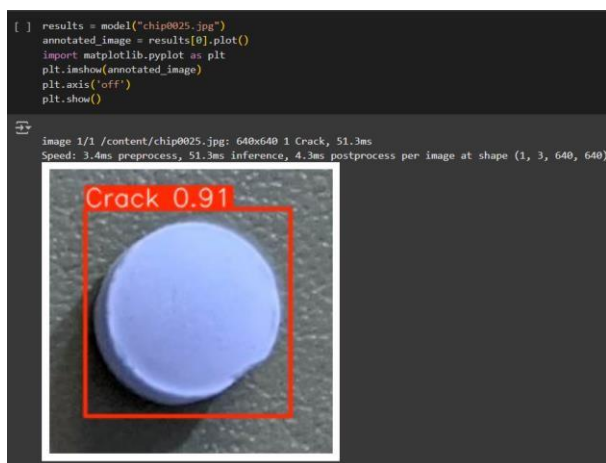 [ ] results = model("chip0025.jpg")
annotated_image = results[0].plot()
import matplotlib.pyplot as plt
plt.imshow(annotated_image)
plt.axis('off')
plt.show()
image 1/1 /content/chip0025.jpg: 640x640 1 Crack, 51.3ms
Speed: 3.4ms preprocess, 51.3ms inference, 4.3ms postprocess per image at shape (1, 3, 640, 640)
Crack 0.91